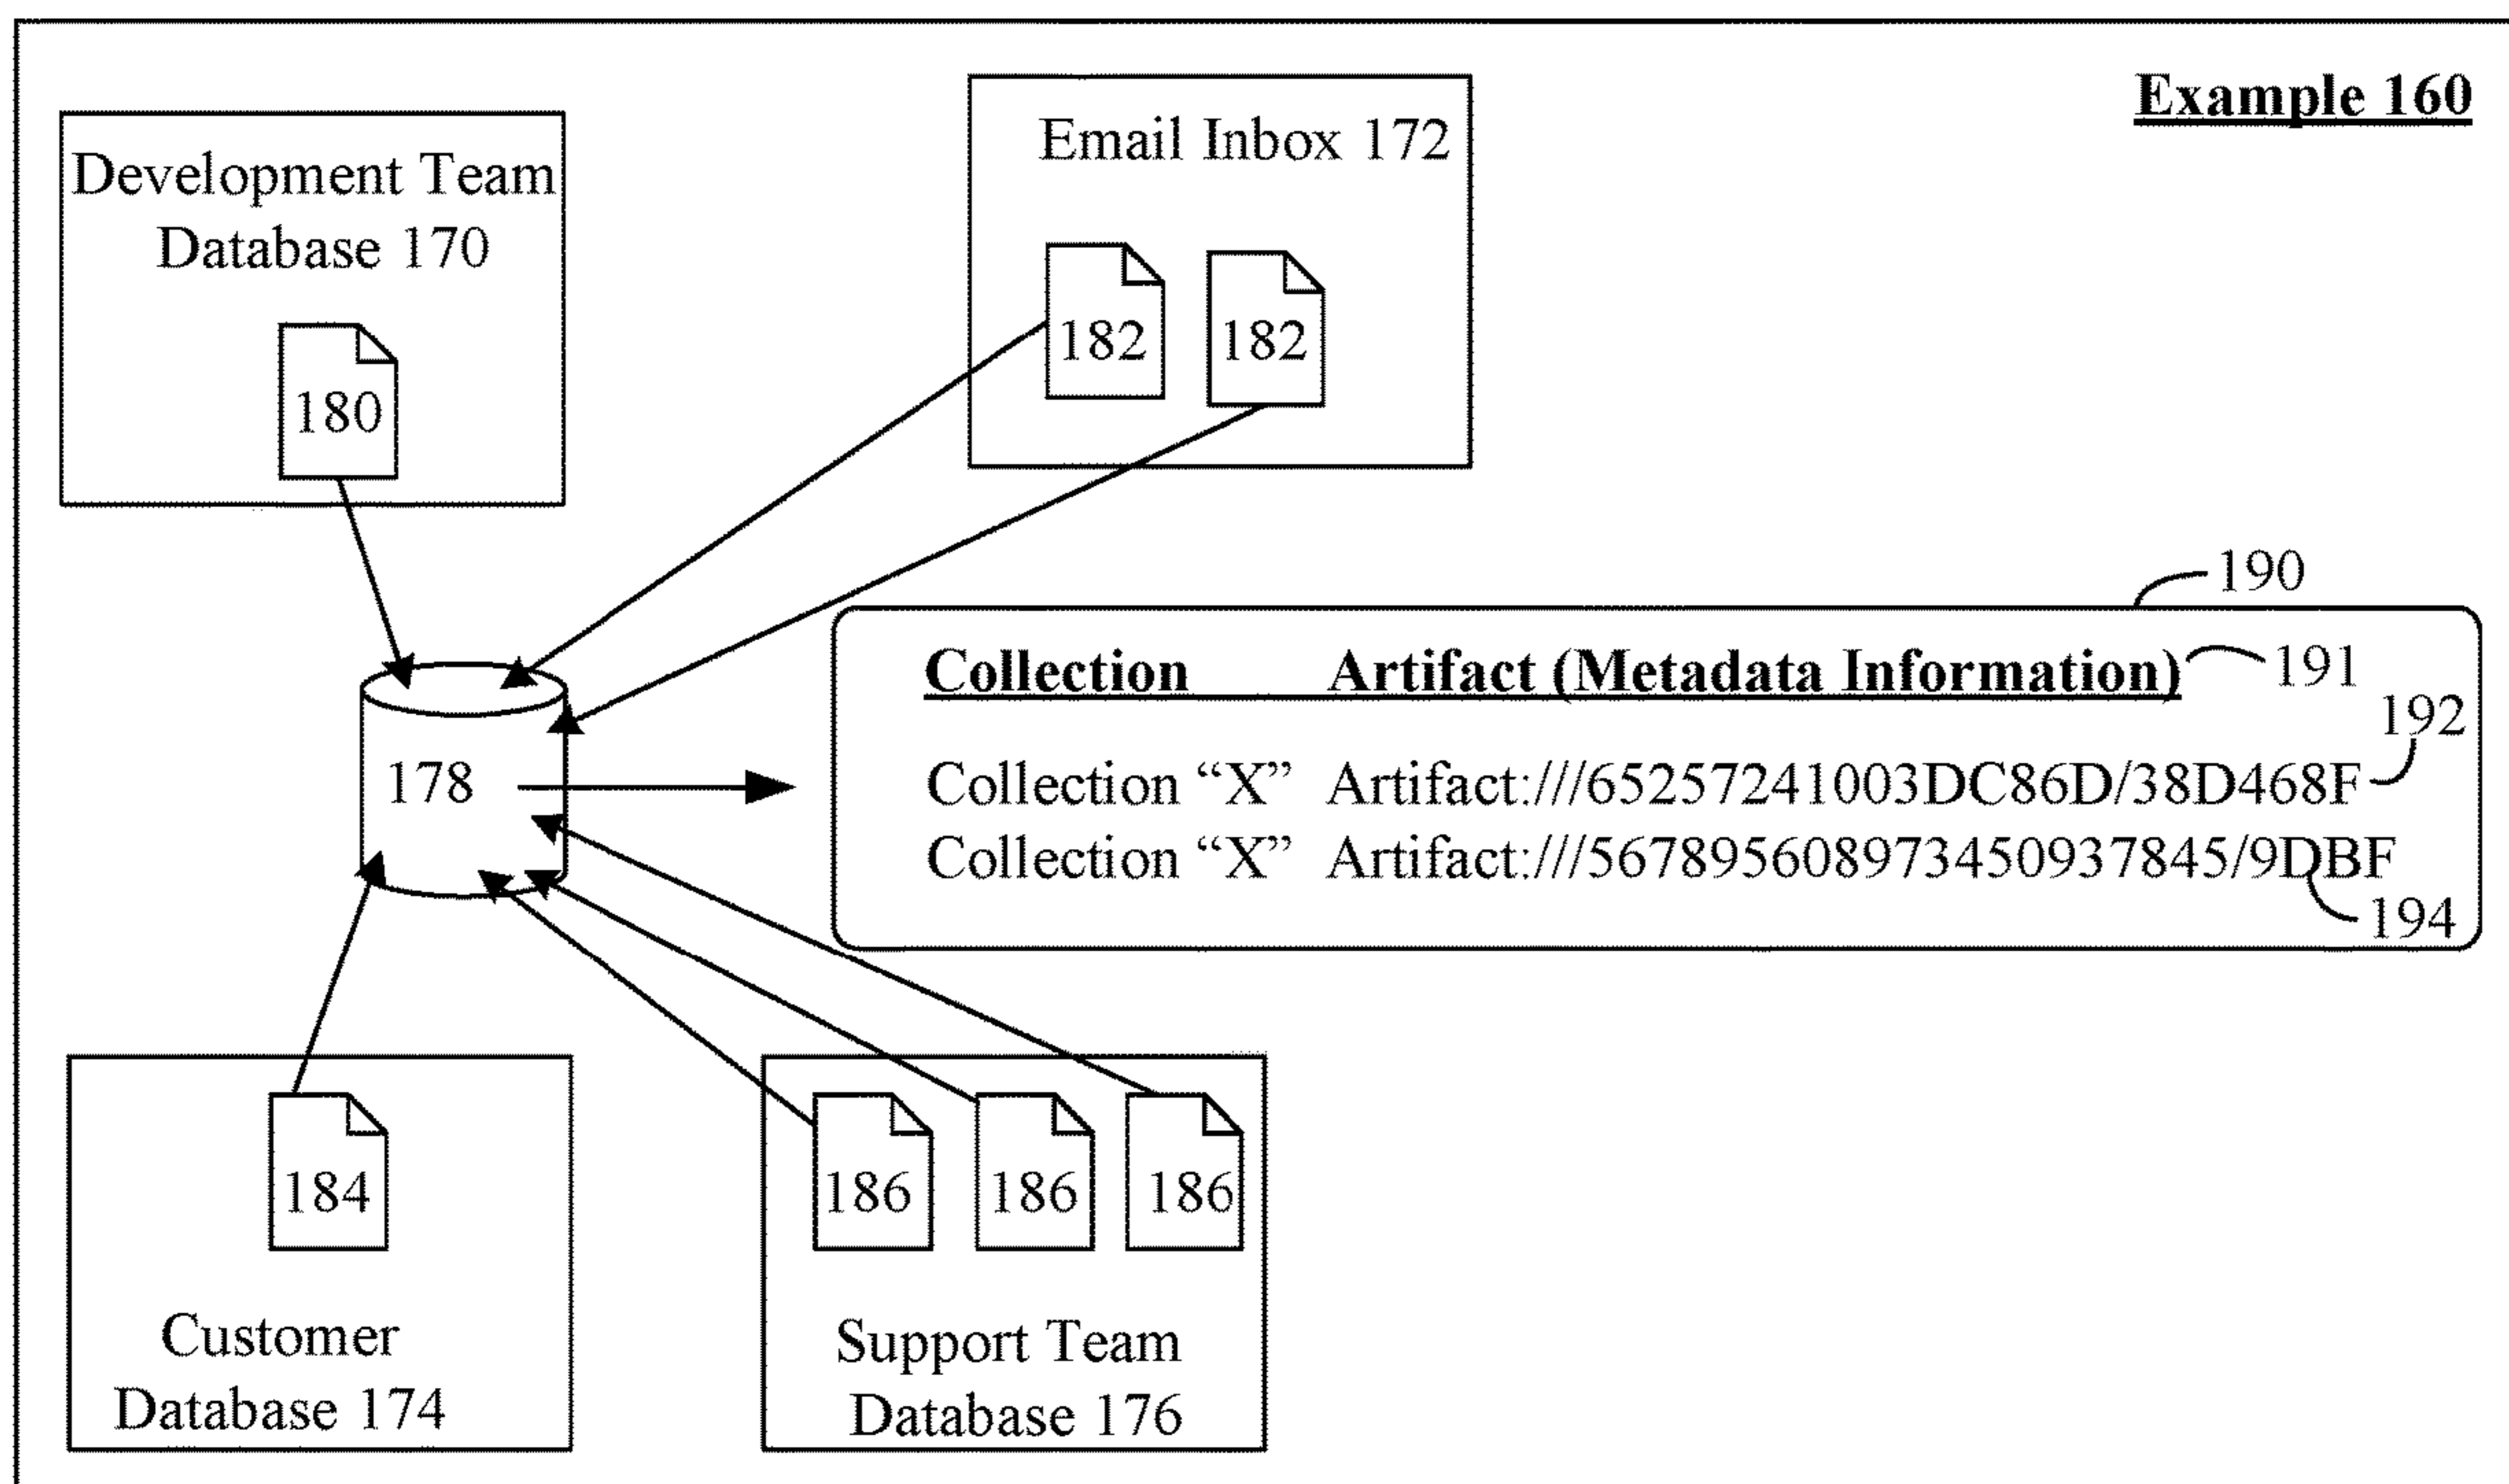 Example 160
Development Team
Database 170
180
Email Inbox 172
182
182
190
Collection Artifact (Metadata Information)
191
192
178
Collection “X” Artifact:///65257241003DC86D/38D468F
Collection “X” Artifact:///567895608973450937845/9DBF
194
184
Customer
Database 174
186
186
186
Support Team
Database 176